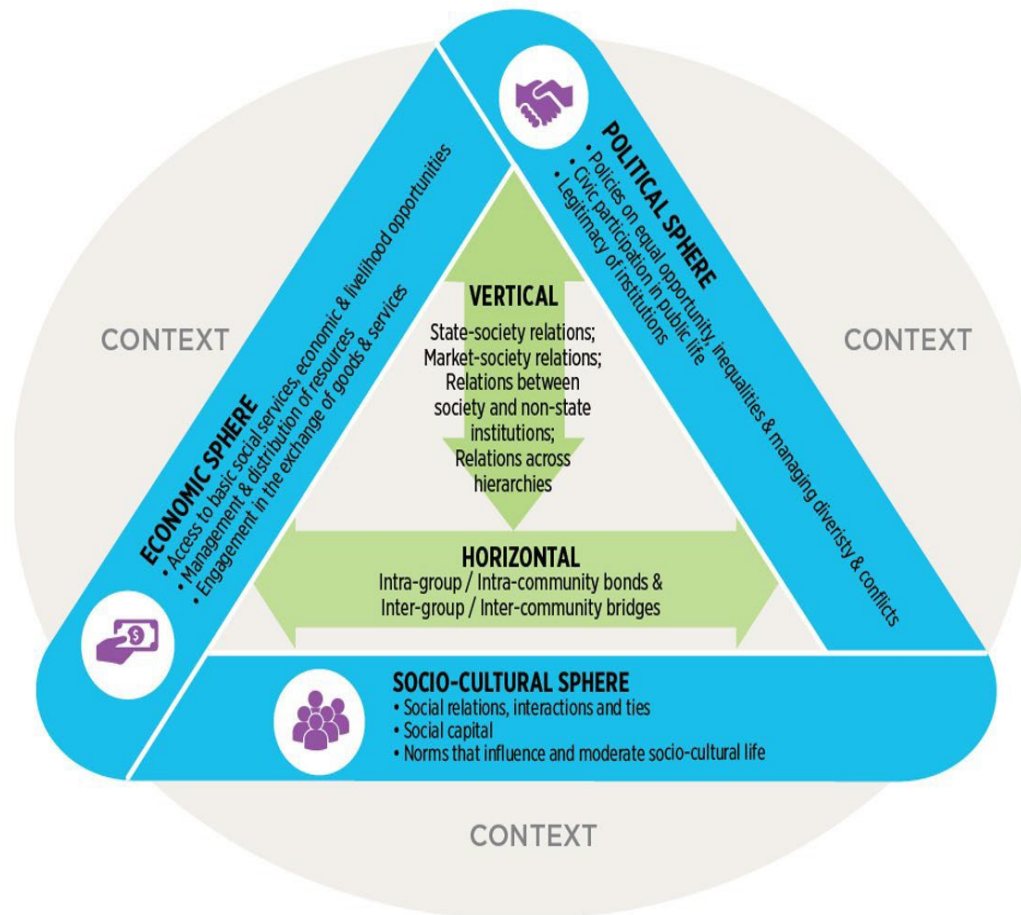 POLITICAL SPHERE
• Policies on equal opportunity, inequalities & managing diveristy & conflicts
• Civic participation in public life
• Legitimacy of institutions
ECONOMIC SPHERE
• Access to basic social services, economic & livelihood opportunities
• Management & distribution of resources
• Engagement in the exchange of goods & services
CONTEXT
VERTICAL
State-society relations;
Market-society relations;
Relations between
society and non-state
institutions;
Relations across
hierarchies
CONTEXT
HORIZONTAL
Intra-group / Intra-community bonds &
Inter-group / Inter-community bridges
$
SOCIO-CULTURAL SPHERE
• Social relations, interactions and ties
• Social capital
• Norms that influence and moderate socio-cultural life
CONTEXT